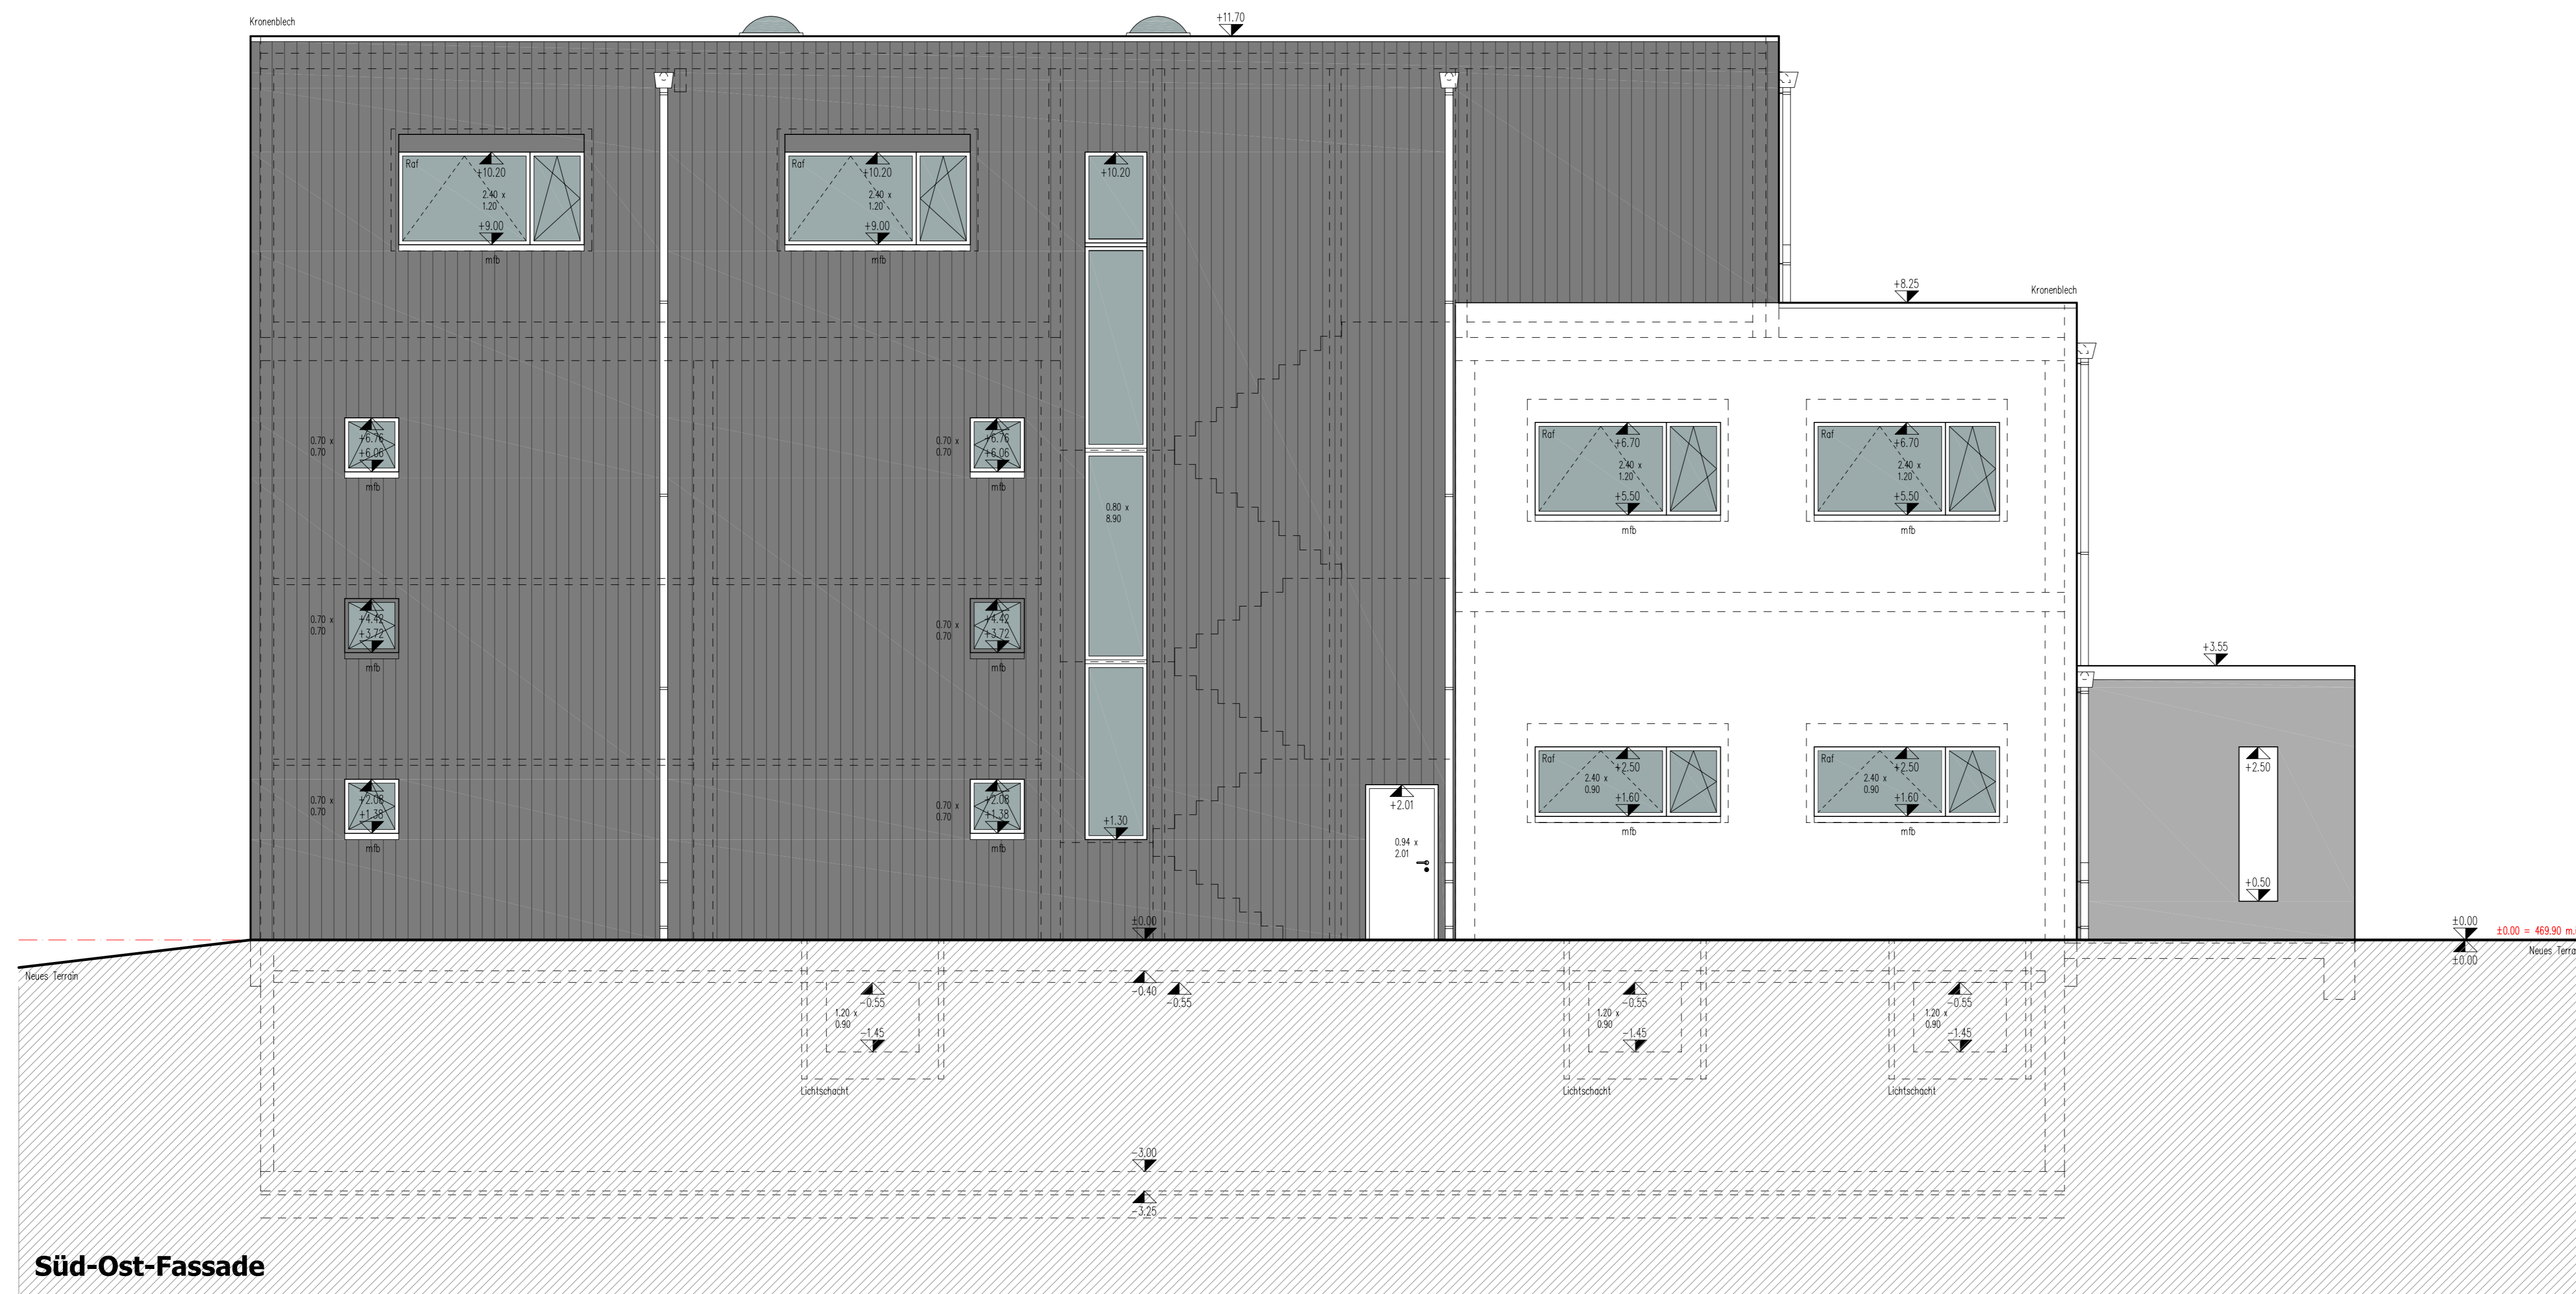 Kronenblech
+11.70
Raf
+10.20
2.40 x
1.20
+9.00
mfb
Raf
+10.20
2.40 x
1.20
+9.00
mfb
+10.20
+8.25
Kronenblech
0.70 x
0.70
+6.76
+6.06
mfb
0.70 x
0.70
+6.76
+6.06
mfb
0.80 x
8.90
Raf
+6.70
2.40 x
1.20
+5.50
mfb
Raf
+6.70
2.40 x
1.20
+5.50
mfb
0.70 x
0.70
+4.42
+3.72
mfb
0.70 x
0.70
+4.42
+3.72
mfb
+3.55
0.70 x
0.70
+2.08
+1.38
mfb
0.70 x
0.70
+2.08
+1.38
mfb
+1.30
+2.01
0.94 x
2.01
Raf
+2.50
2.40 x
0.90
+1.60
mfb
Raf
+2.50
2.40 x
0.90
+1.60
mfb
+2.50
+0.50
±0.00
±0.00
±0.00
±0.00 = 469.90 m.
Neues Terrain
Neues Terra
-0.40
-0.55
-0.55
1.20 x
0.90
-1.45
Lichtschacht
-0.55
1.20 x
0.90
-1.45
Lichtschacht
-0.55
1.20 x
0.90
-1.45
Lichtschacht
-3.00
-3.25
Süd-Ost-Fassade